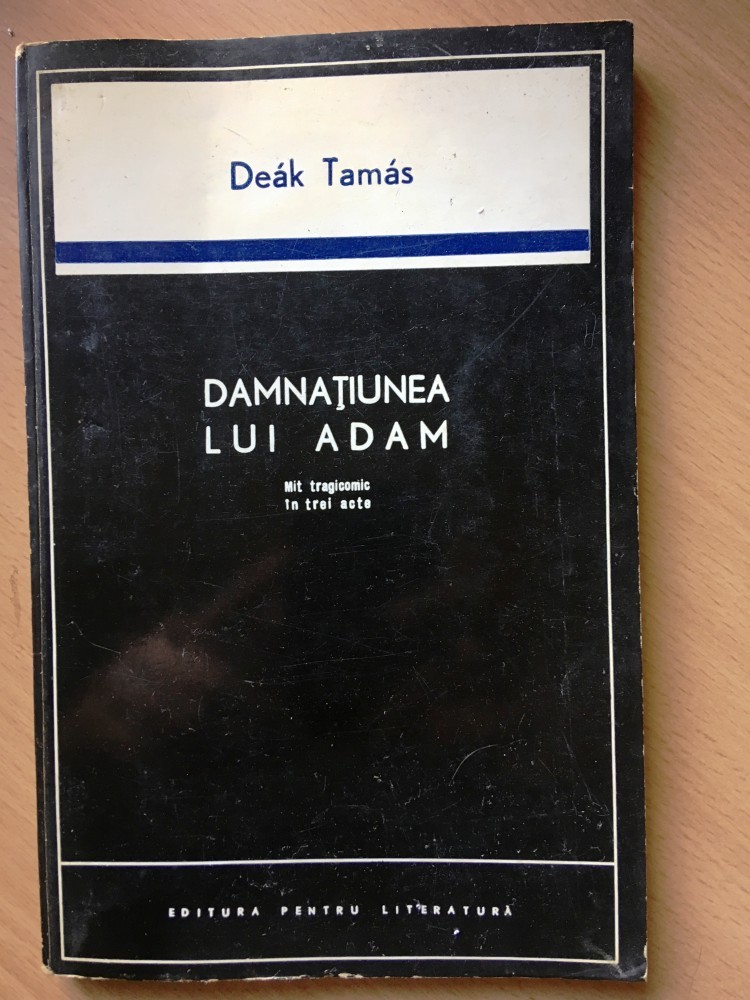 Deák Tamás
DAMNAŢIUNEA
LUI ADAM
Mit tragicomic
în trei acte
EDITURA PENTRU LITERATURĂ